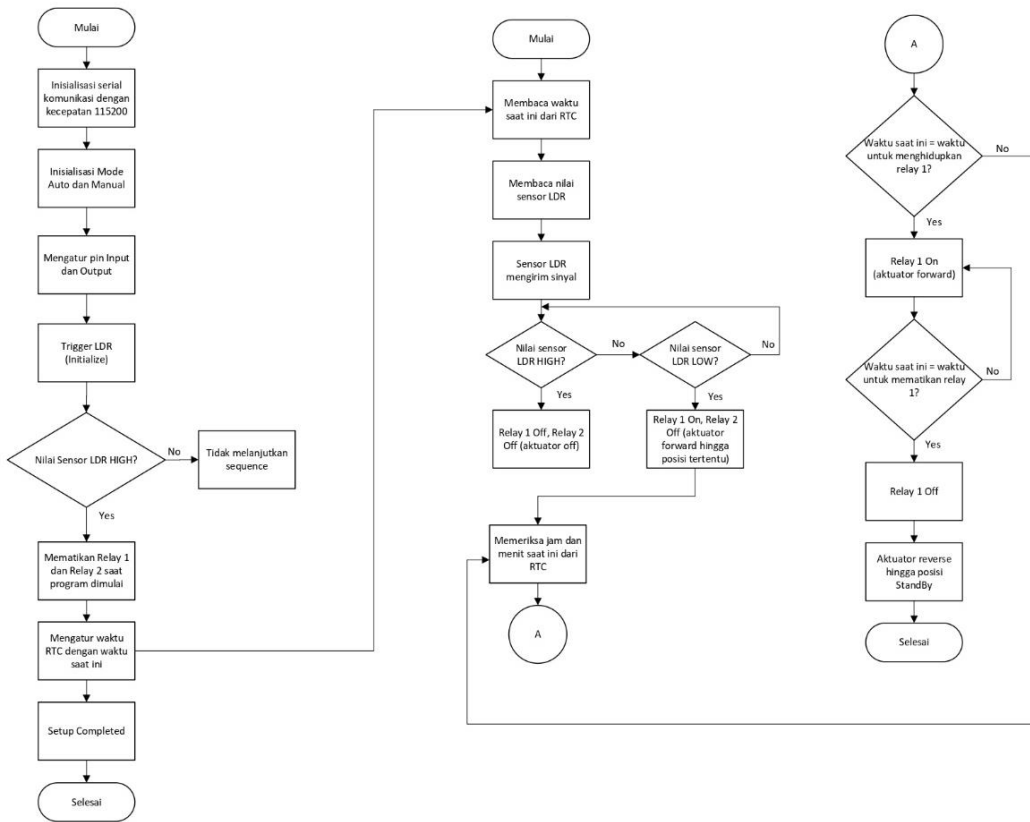 Mulai
Inisialisasi serial
komunikasi dengan
kecepatan 115200
Inisialisasi Mode
Auto dan Manual
Mengatur pin Input
dan Output
Trigger LDR
(Initialize)
Nilai Sensor LDR HIGH?
No
Tidak melanjutkan
sequence
Yes
Mematikan Relay 1
dan Relay 2 saat
program dimulai
Mengatur waktu
RTC dengan waktu
saat ini
Setup Completed
Selesai
Mulai
Membaca waktu
saat ini dari RTC
Membaca nilai
sensor LDR
Sensor LDR
mengirim sinyal
Nilai sensor
LDR HIGH?
No
Nilai sensor
LDR LOW?
No
Yes
Yes
Relay 1 Off, Relay 2
Off (aktuator off)
Relay 1 On, Relay 2
Off (aktuator
forward hingga
posisi tertentu)
Memeriksa jam dan
menit saat ini dari
RTC
A
A
Waktu saat ini = waktu
untuk menghidupkan
relay 1?
No
Yes
Relay 1 On
(aktuator forward)
Waktu saat ini = waktu
untuk mematikan relay
1?
No
Yes
Relay 1 Off
Aktuator reverse
hingga posisi
StandBy
Selesai